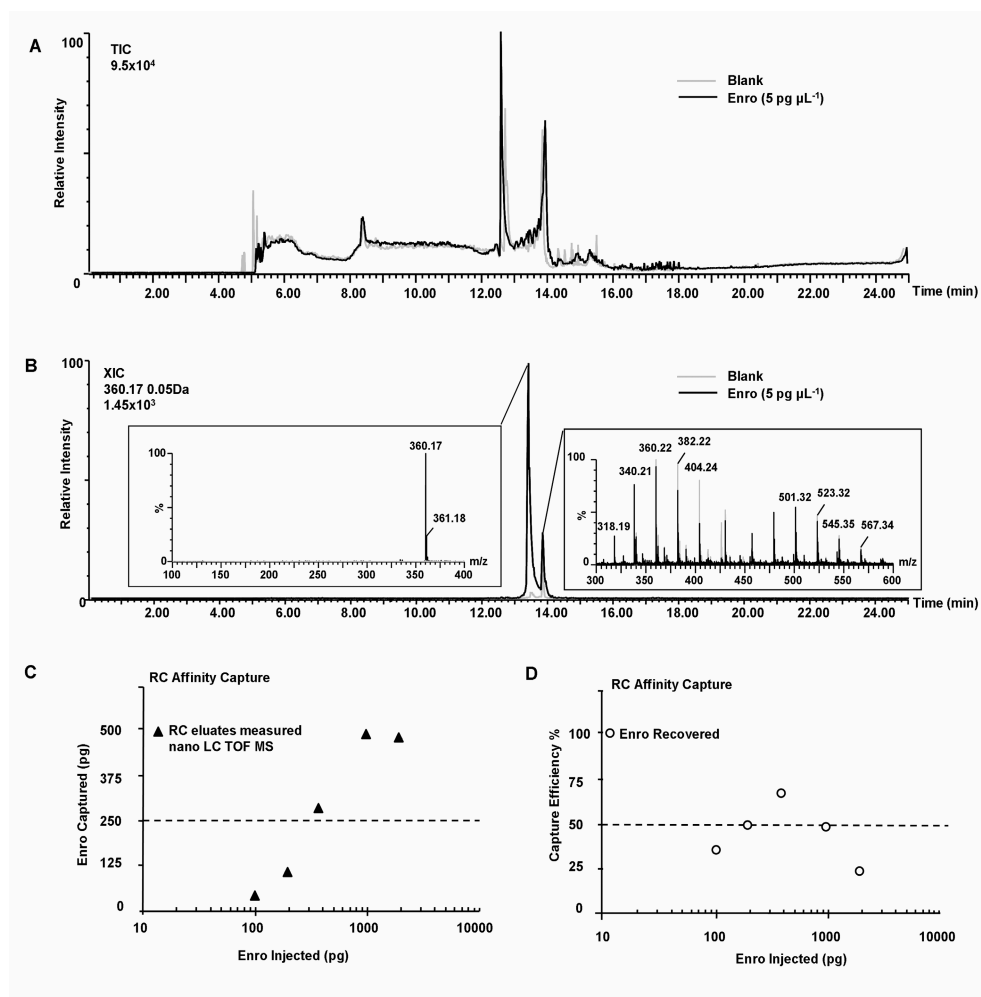 A
TIC
9.5x10⁴
Blank
Enro (5 pg µL⁻¹)
Relative Intensity
100
0
2.00 4.00 6.00 8.00 10.00 12.00 14.00 16.00 18.00 20.00 22.00 24.00 Time (min)
B
XIC
360.17 0.05Da
1.45x10³
Blank
Enro (5 pg µL⁻¹)
Relative Intensity
100
0
360.17
361.18
100
%
0
100 150 200 250 300 350 400 m/z
360.22
382.22
340.21
404.24
318.19
501.32
523.32
545.35
567.34
100
%
0
300 350 400 450 500 550 600 m/z
2.00 4.00 6.00 8.00 10.00 12.00 14.00 16.00 18.00 20.00 22.00 24.00 Time (min)
C
RC Affinity Capture
RC eluates measured
nano LC TOF MS
Enro Captured (pg)
500
375
250
125
0
10 100 1000 10000
Enro Injected (pg)
D
RC Affinity Capture
Enro Recovered
Capture Efficiency %
100
75
50
25
0
10 100 1000 10000
Enro Injected (pg)